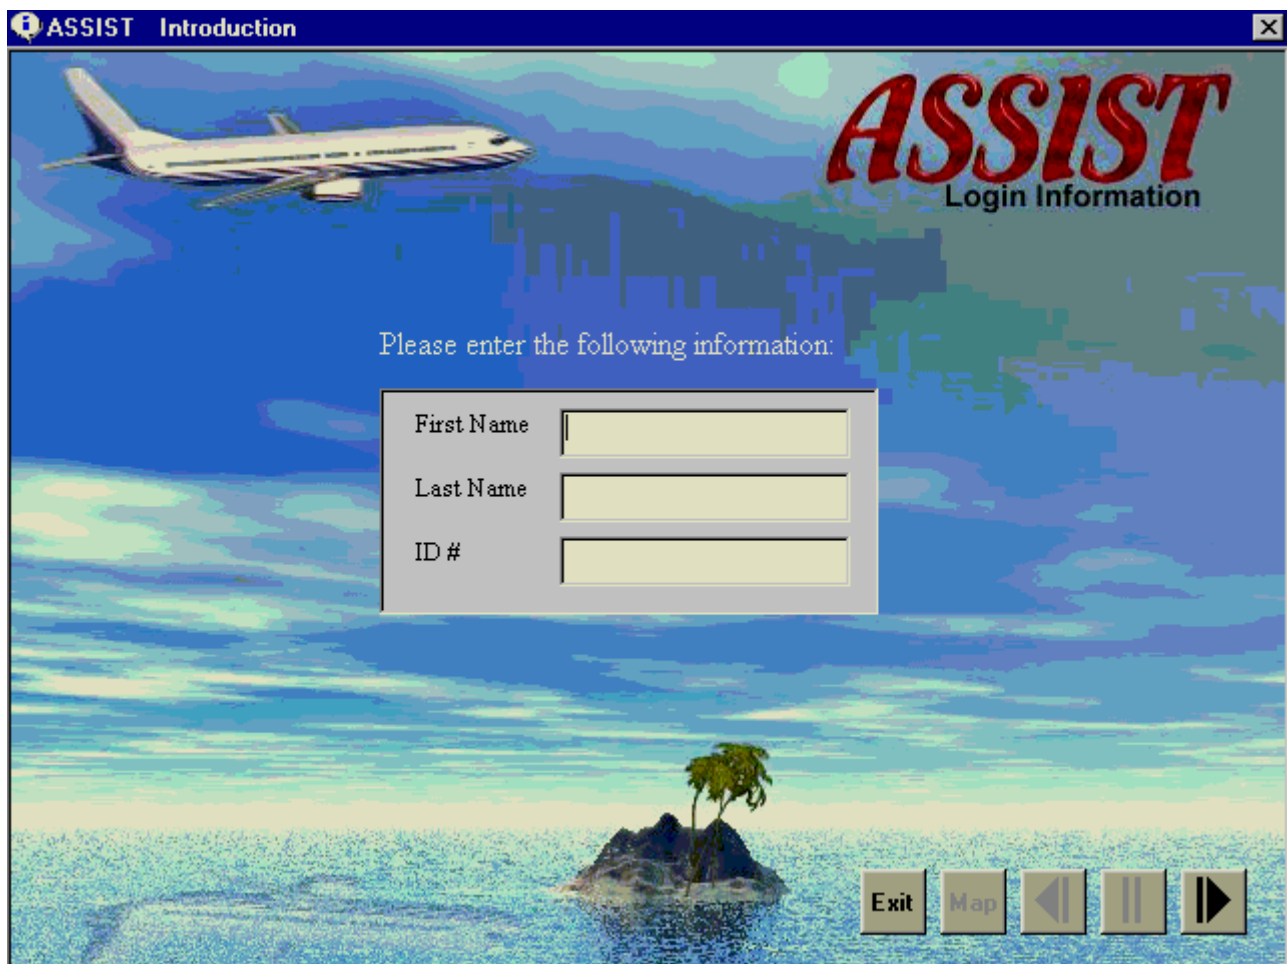 ASSIST Introduction
ASSIST
Login Information
Please enter the following information:
First Name
Last Name
ID #
Exit Map